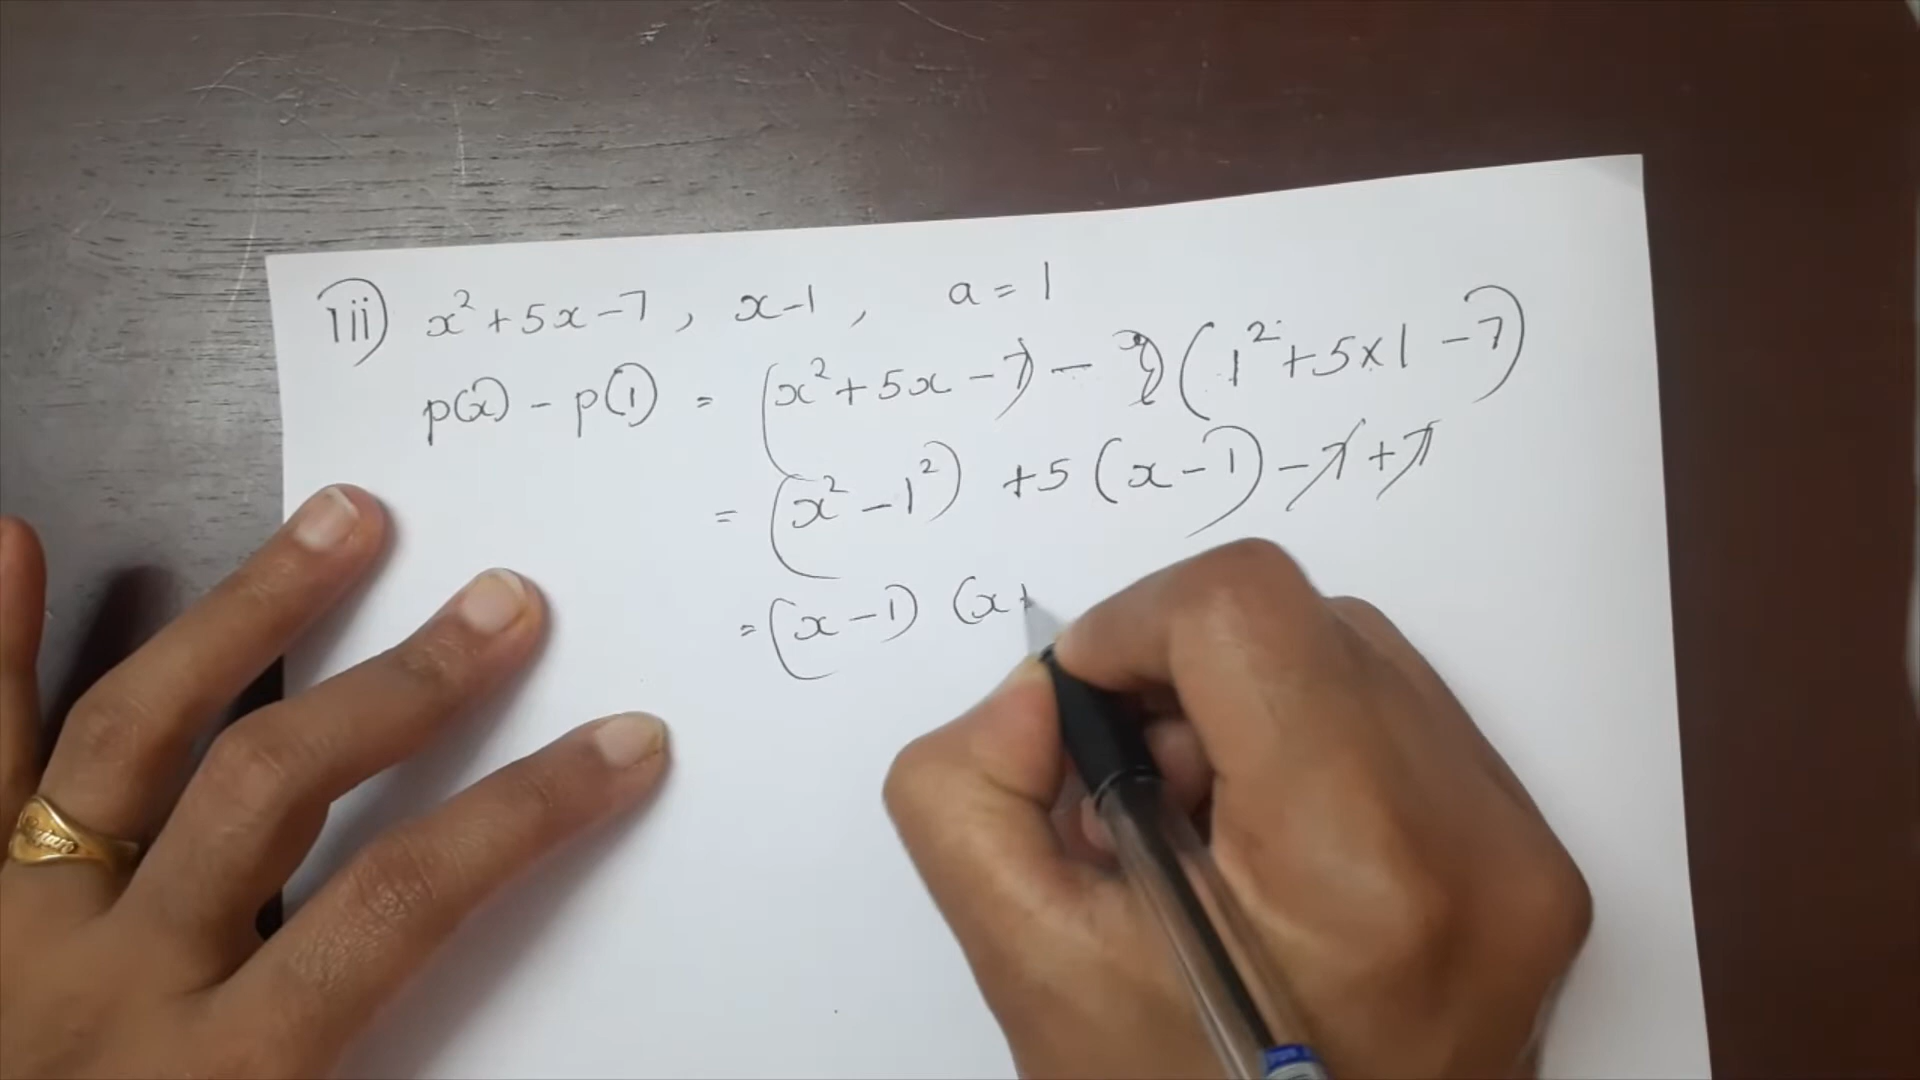 iii) x² + 5x - 7 , x - 1 , a = 1
p(x) - p(1) = (x² + 5x - 7) - (1² + 5×1 - 7)
= (x² - 1²) + 5(x - 1) - 7 + 7
= (x - 1) (x +